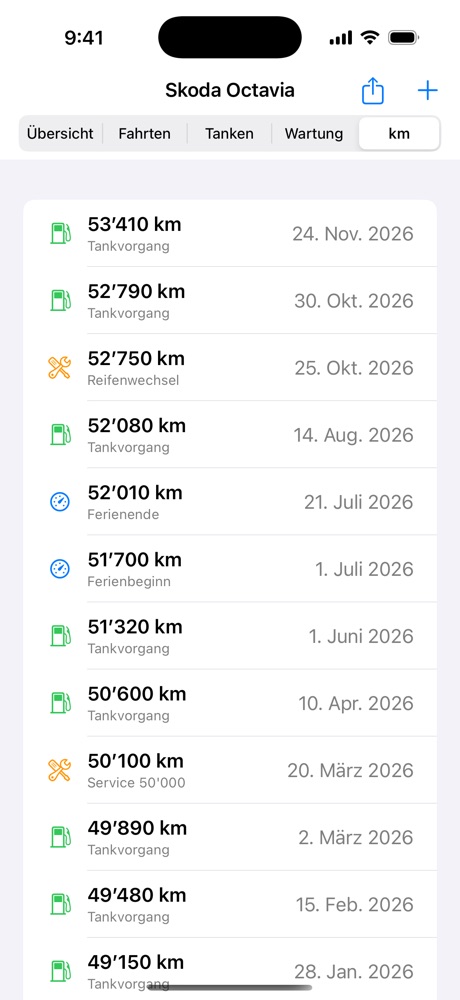 9:41
Skoda Octavia
Übersicht Fahrten Tanken Wartung km
53’410 km
Tankvorgang
24. Nov. 2026
52’790 km
Tankvorgang
30. Okt. 2026
52’750 km
Reifenwechsel
25. Okt. 2026
52’080 km
Tankvorgang
14. Aug. 2026
52’010 km
Ferienende
21. Juli 2026
51’700 km
Ferienbeginn
1. Juli 2026
51’320 km
Tankvorgang
1. Juni 2026
50’600 km
Tankvorgang
10. Apr. 2026
50’100 km
Service 50'000
20. März 2026
49’890 km
Tankvorgang
2. März 2026
49’480 km
Tankvorgang
15. Feb. 2026
49’150 km
Tankvorgang
28. Jan. 2026